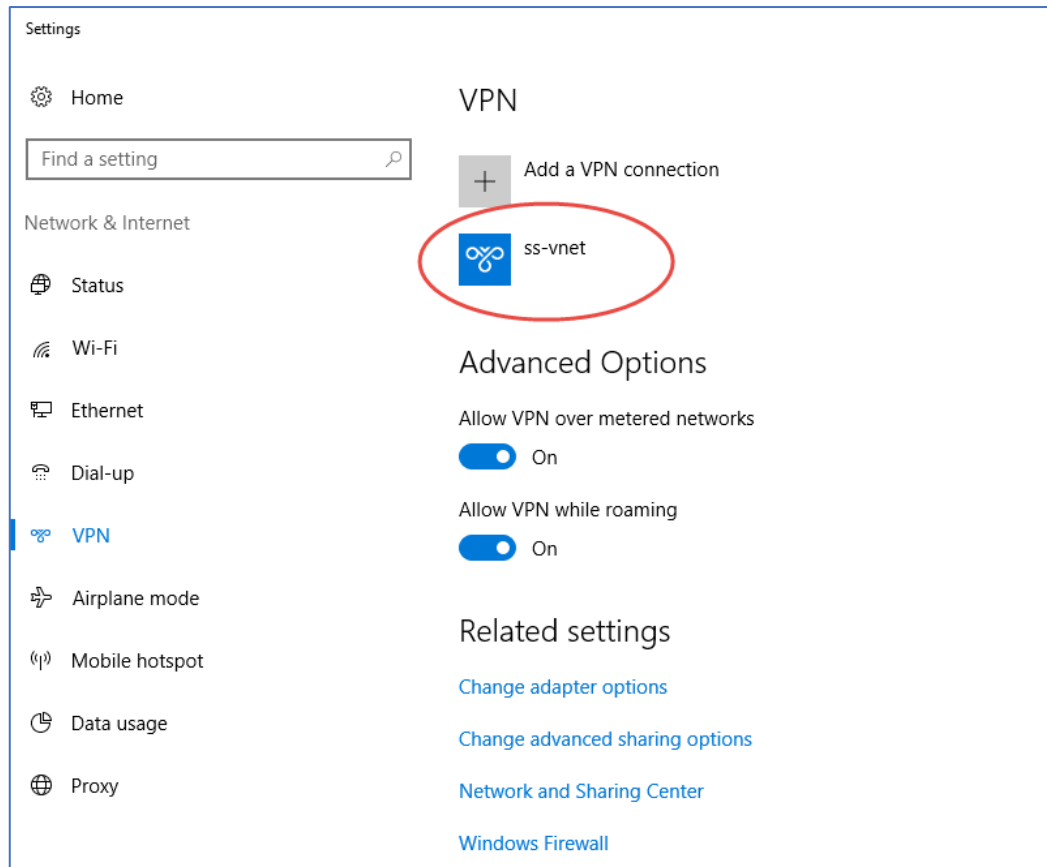 Settings
Home
Find a setting
Network & Internet
Status
Wi-Fi
Ethernet
Dial-up
VPN
Airplane mode
Mobile hotspot
Data usage
Proxy
VPN
Add a VPN connection
ss-vnet
Advanced Options
Allow VPN over metered networks
On
Allow VPN while roaming
On
Related settings
Change adapter options
Change advanced sharing options
Network and Sharing Center
Windows Firewall